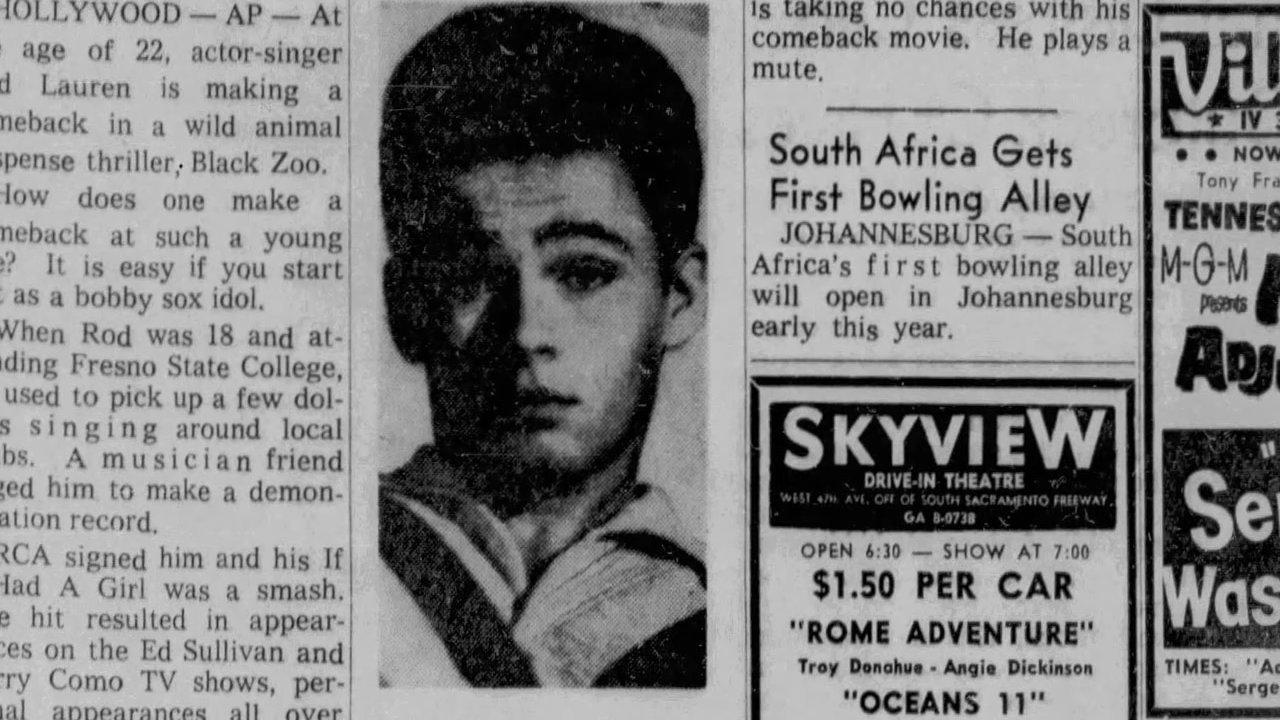 HOLLYWOOD — AP — At
age of 22, actor-singer
d Lauren is making a
meback in a wild animal
spense thriller, Black Zoo.
How does one make a
meback at such a young
e? It is easy if you start
as a bobby sox idol.
When Rod was 18 and at-
nding Fresno State College,
used to pick up a few dol-
s singing around local
bs. A musician friend
ged him to make a demon-
ation record.
RCA signed him and his If
Had A Girl was a smash.
e hit resulted in appear-
ces on the Ed Sullivan and
rry Como TV shows, per-
nal appearances all over
is taking no chances with his
comeback movie. He plays a
mute.
South Africa Gets
First Bowling Alley
JOHANNESBURG — South
Africa's first bowling alley
will open in Johannesburg
early this year.
SKYVIEW
DRIVE-IN THEATRE
WEST 47th AVE. OFF OF SOUTH SACRAMENTO FREEWAY
GA 8-0738
OPEN 6:30 — SHOW AT 7:00
$1.50 PER CAR
"ROME ADVENTURE"
Troy Donahue - Angie Dickinson
"OCEANS 11"
Vil
IV
NOW
Tony Fra
TENNES
M-G-M
Presents
ADJ
"
Se
Was
TIMES: "Ad
"Serge